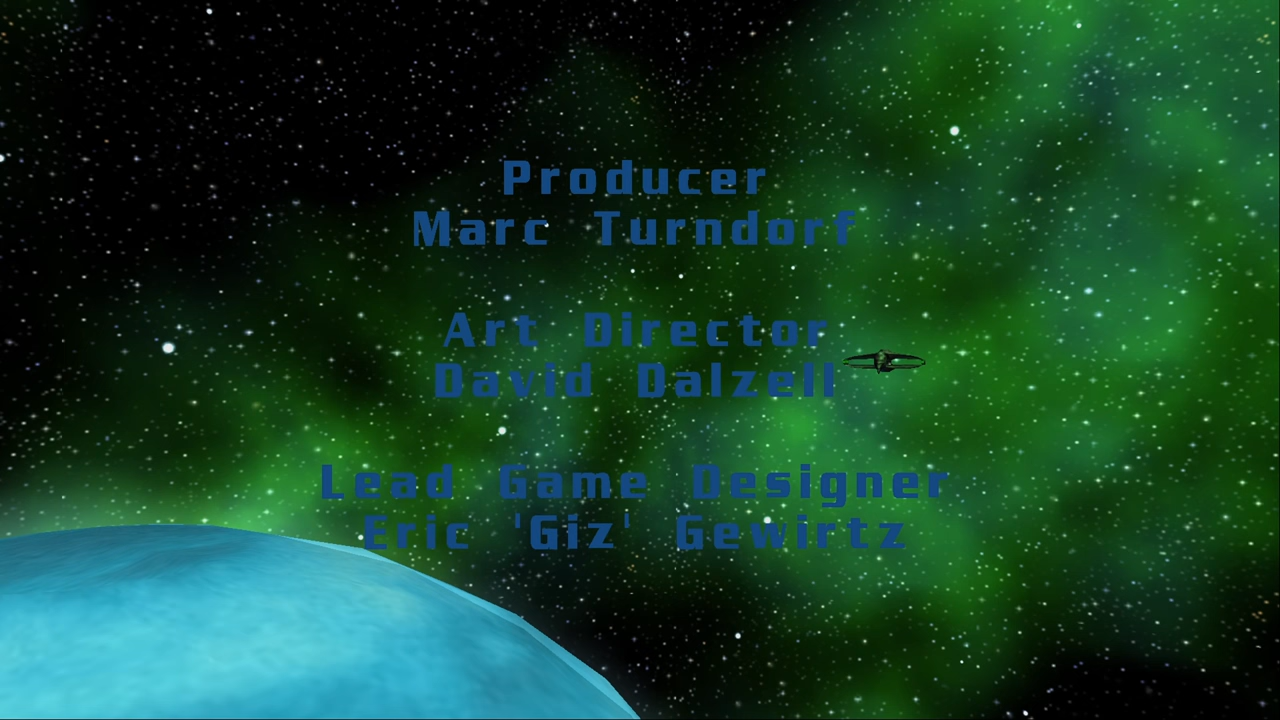 Producer
Marc Turndorf
Art Director
David Dalzell
Lead Game Designer
Eric 'Giz' Gewirtz